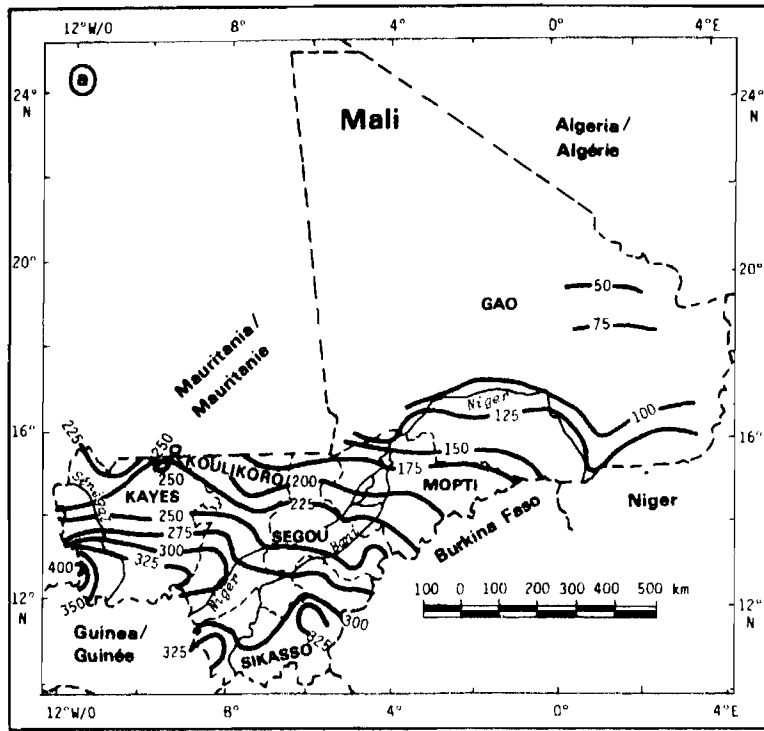 12°W/O 8° 4° 0° 4°E
a
24° N
24° N
Mali
Algeria /
Algérie
20°
20°
50
GAO
75
Mauritania /
Mauritanie
Niger
125
100
16°
16°
225
250
KOULIKORO
150
250
200
175
Sénégal
KAYES
MOPTI
Niger
225
250
SEGOU
Burkina Faso
275
Bani
300
325
400
Niger
350
100 0 100 200 300 400 500 km
12° N
12° N
300
Guinea/
Guinée
325
325
SIKASSO
12°W/O 8° 4° 0° 4°E